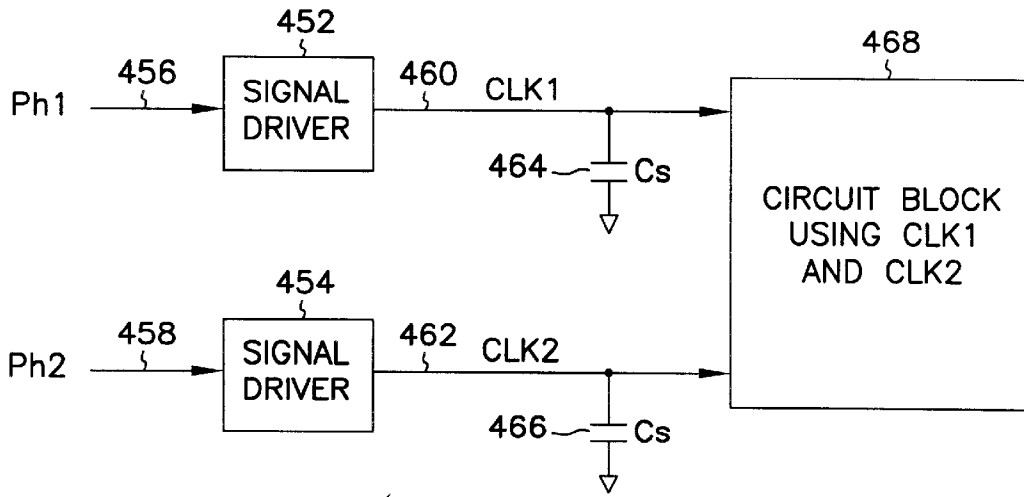 452
468
456
460
CLK1
Ph1
SIGNAL
DRIVER
464
Cs
CIRCUIT BLOCK
USING CLK1
AND CLK2
454
458
462
CLK2
Ph2
SIGNAL
DRIVER
466
Cs